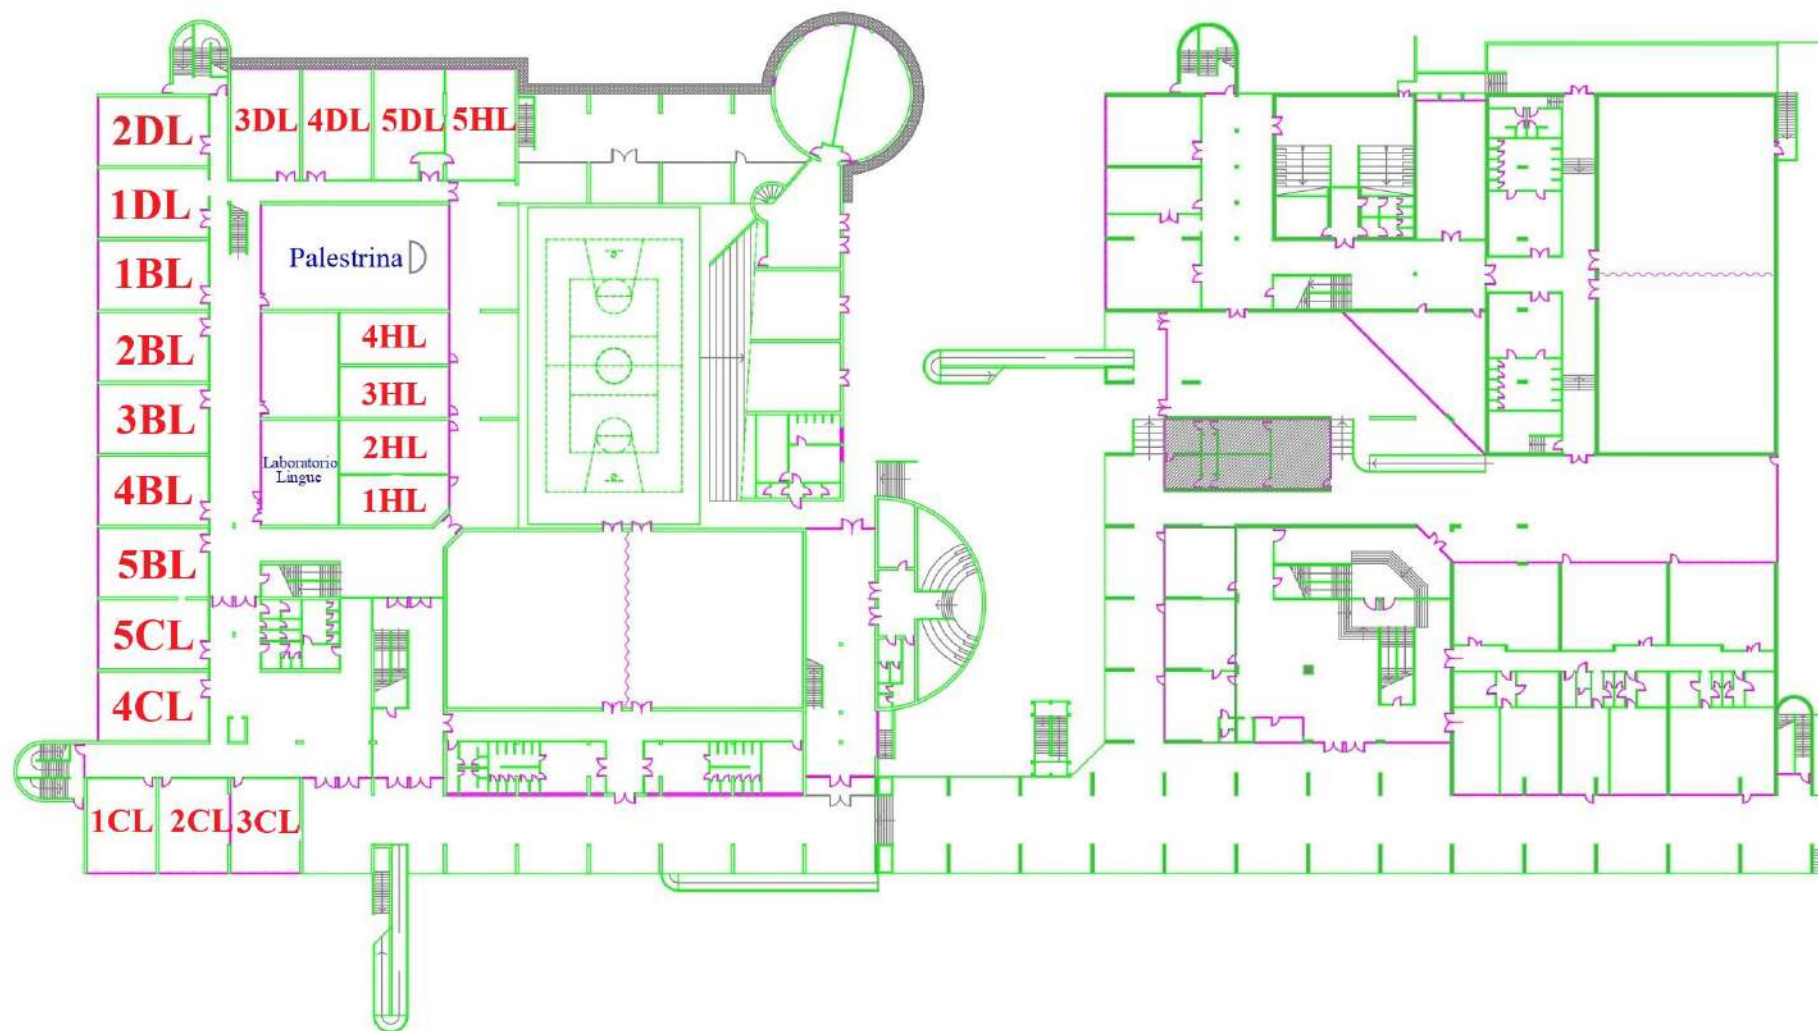 2DL
3DL
4DL
5DL
5HL
1DL
1BL
Palestrina
2BL
4HL
3BL
3HL
4BL
Laboratorio
Lingue
2HL
1HL
5BL
5CL
4CL
1CL
2CL
3CL